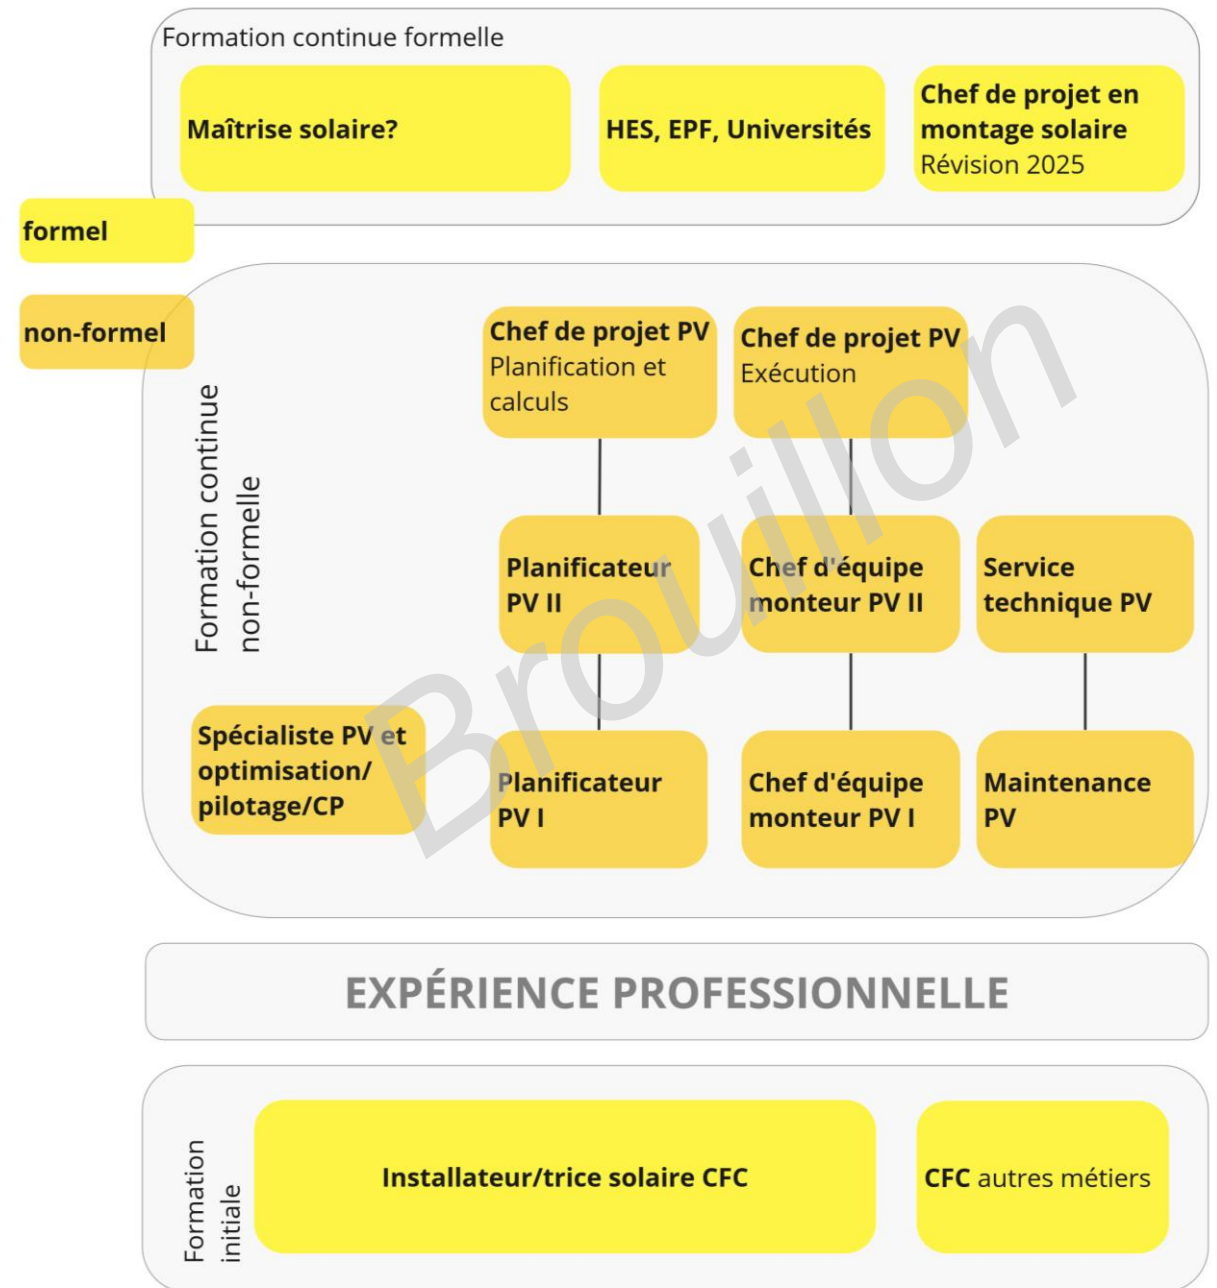 Formation continue formelle
Maîtrise solaire?
HES, EPF, Universités
Chef de projet en
montage solaire
Révision 2025
formel
non-formel
Formation continue
non-formelle
Chef de projet PV
Planification et
calculs
Chef de projet PV
Exécution
Planificateur
PV II
Chef d'équipe
monteur PV II
Service
technique PV
Spécialiste PV et
optimisation/
pilotage/CP
Planificateur
PV I
Chef d'équipe
monteur PV I
Maintenance
PV
Brouillon
EXPÉRIENCE PROFESSIONNELLE
Formation
initiale
Installateur/trice solaire CFC
CFC autres métiers